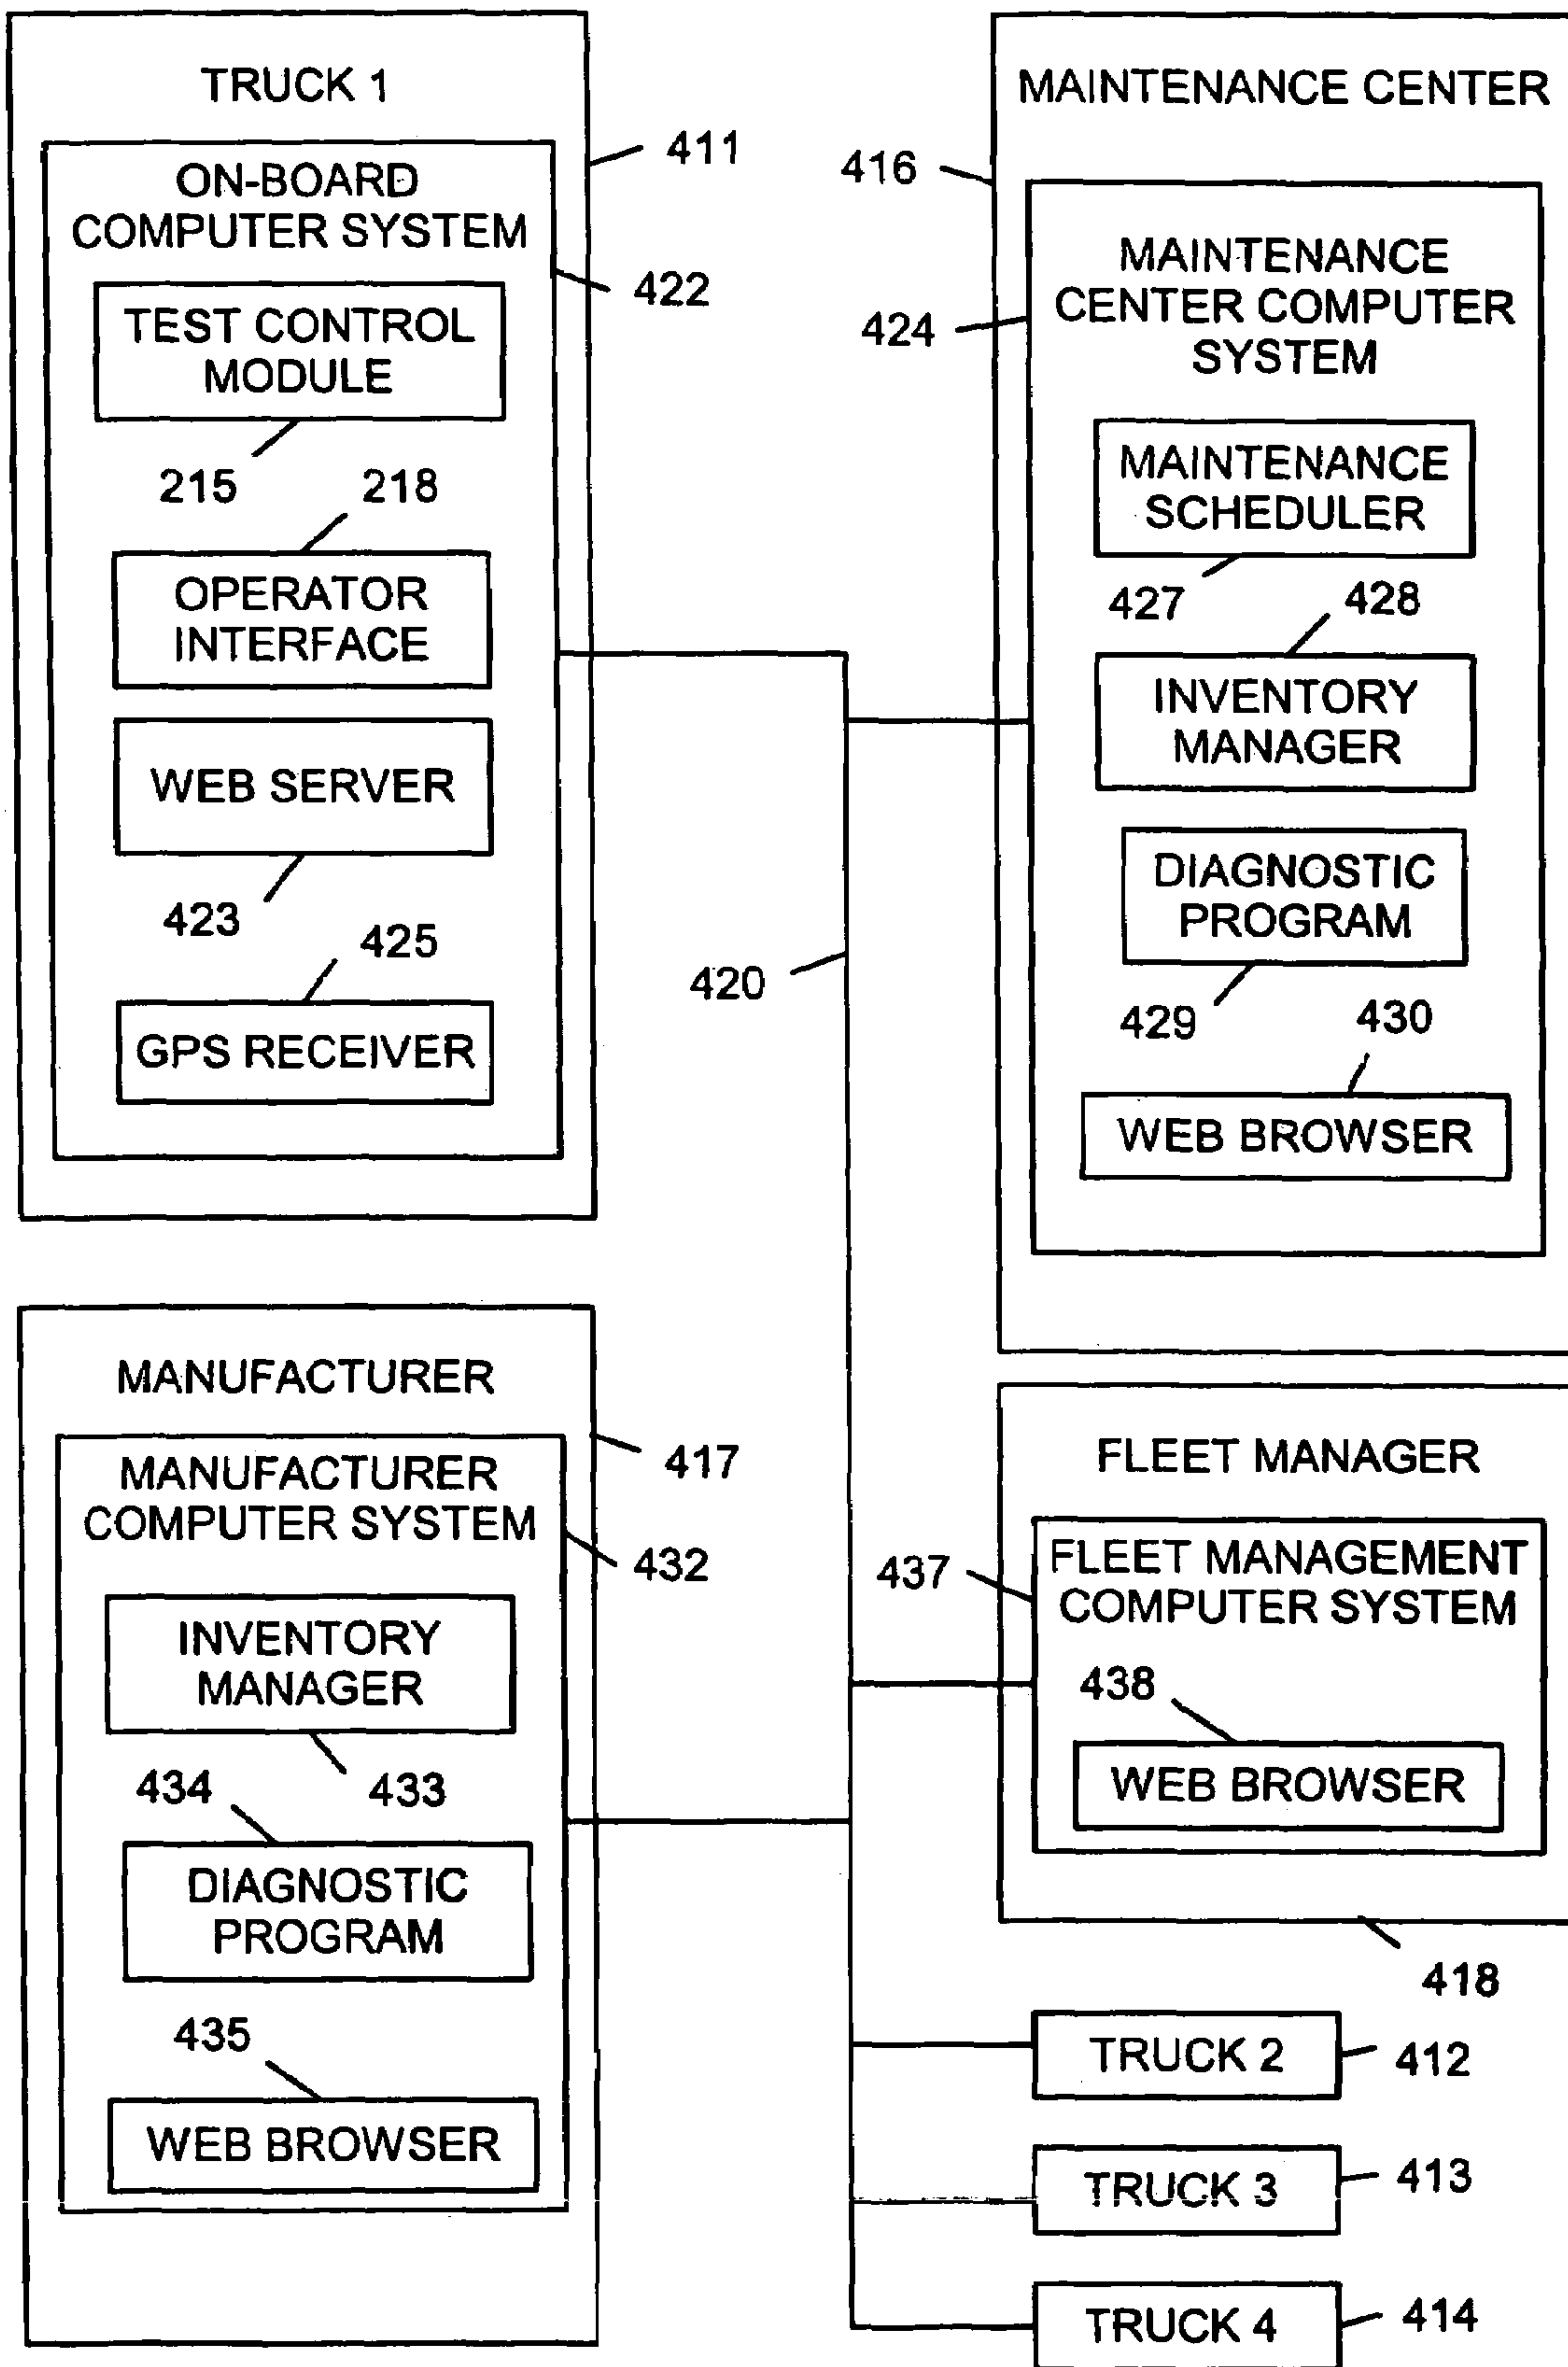 TRUCK 1
411
ON-BOARD
COMPUTER SYSTEM
422
TEST CONTROL
MODULE
215
218
OPERATOR
INTERFACE
WEB SERVER
423
425
GPS RECEIVER
420
MAINTENANCE CENTER
416
MAINTENANCE
CENTER COMPUTER
SYSTEM
424
MAINTENANCE
SCHEDULER
427
428
INVENTORY
MANAGER
DIAGNOSTIC
PROGRAM
429
430
WEB BROWSER
MANUFACTURER
417
MANUFACTURER
COMPUTER SYSTEM
432
INVENTORY
MANAGER
433
434
DIAGNOSTIC
PROGRAM
435
WEB BROWSER
FLEET MANAGER
FLEET MANAGEMENT
COMPUTER SYSTEM
437
438
WEB BROWSER
418
TRUCK 2
412
TRUCK 3
413
TRUCK 4
414